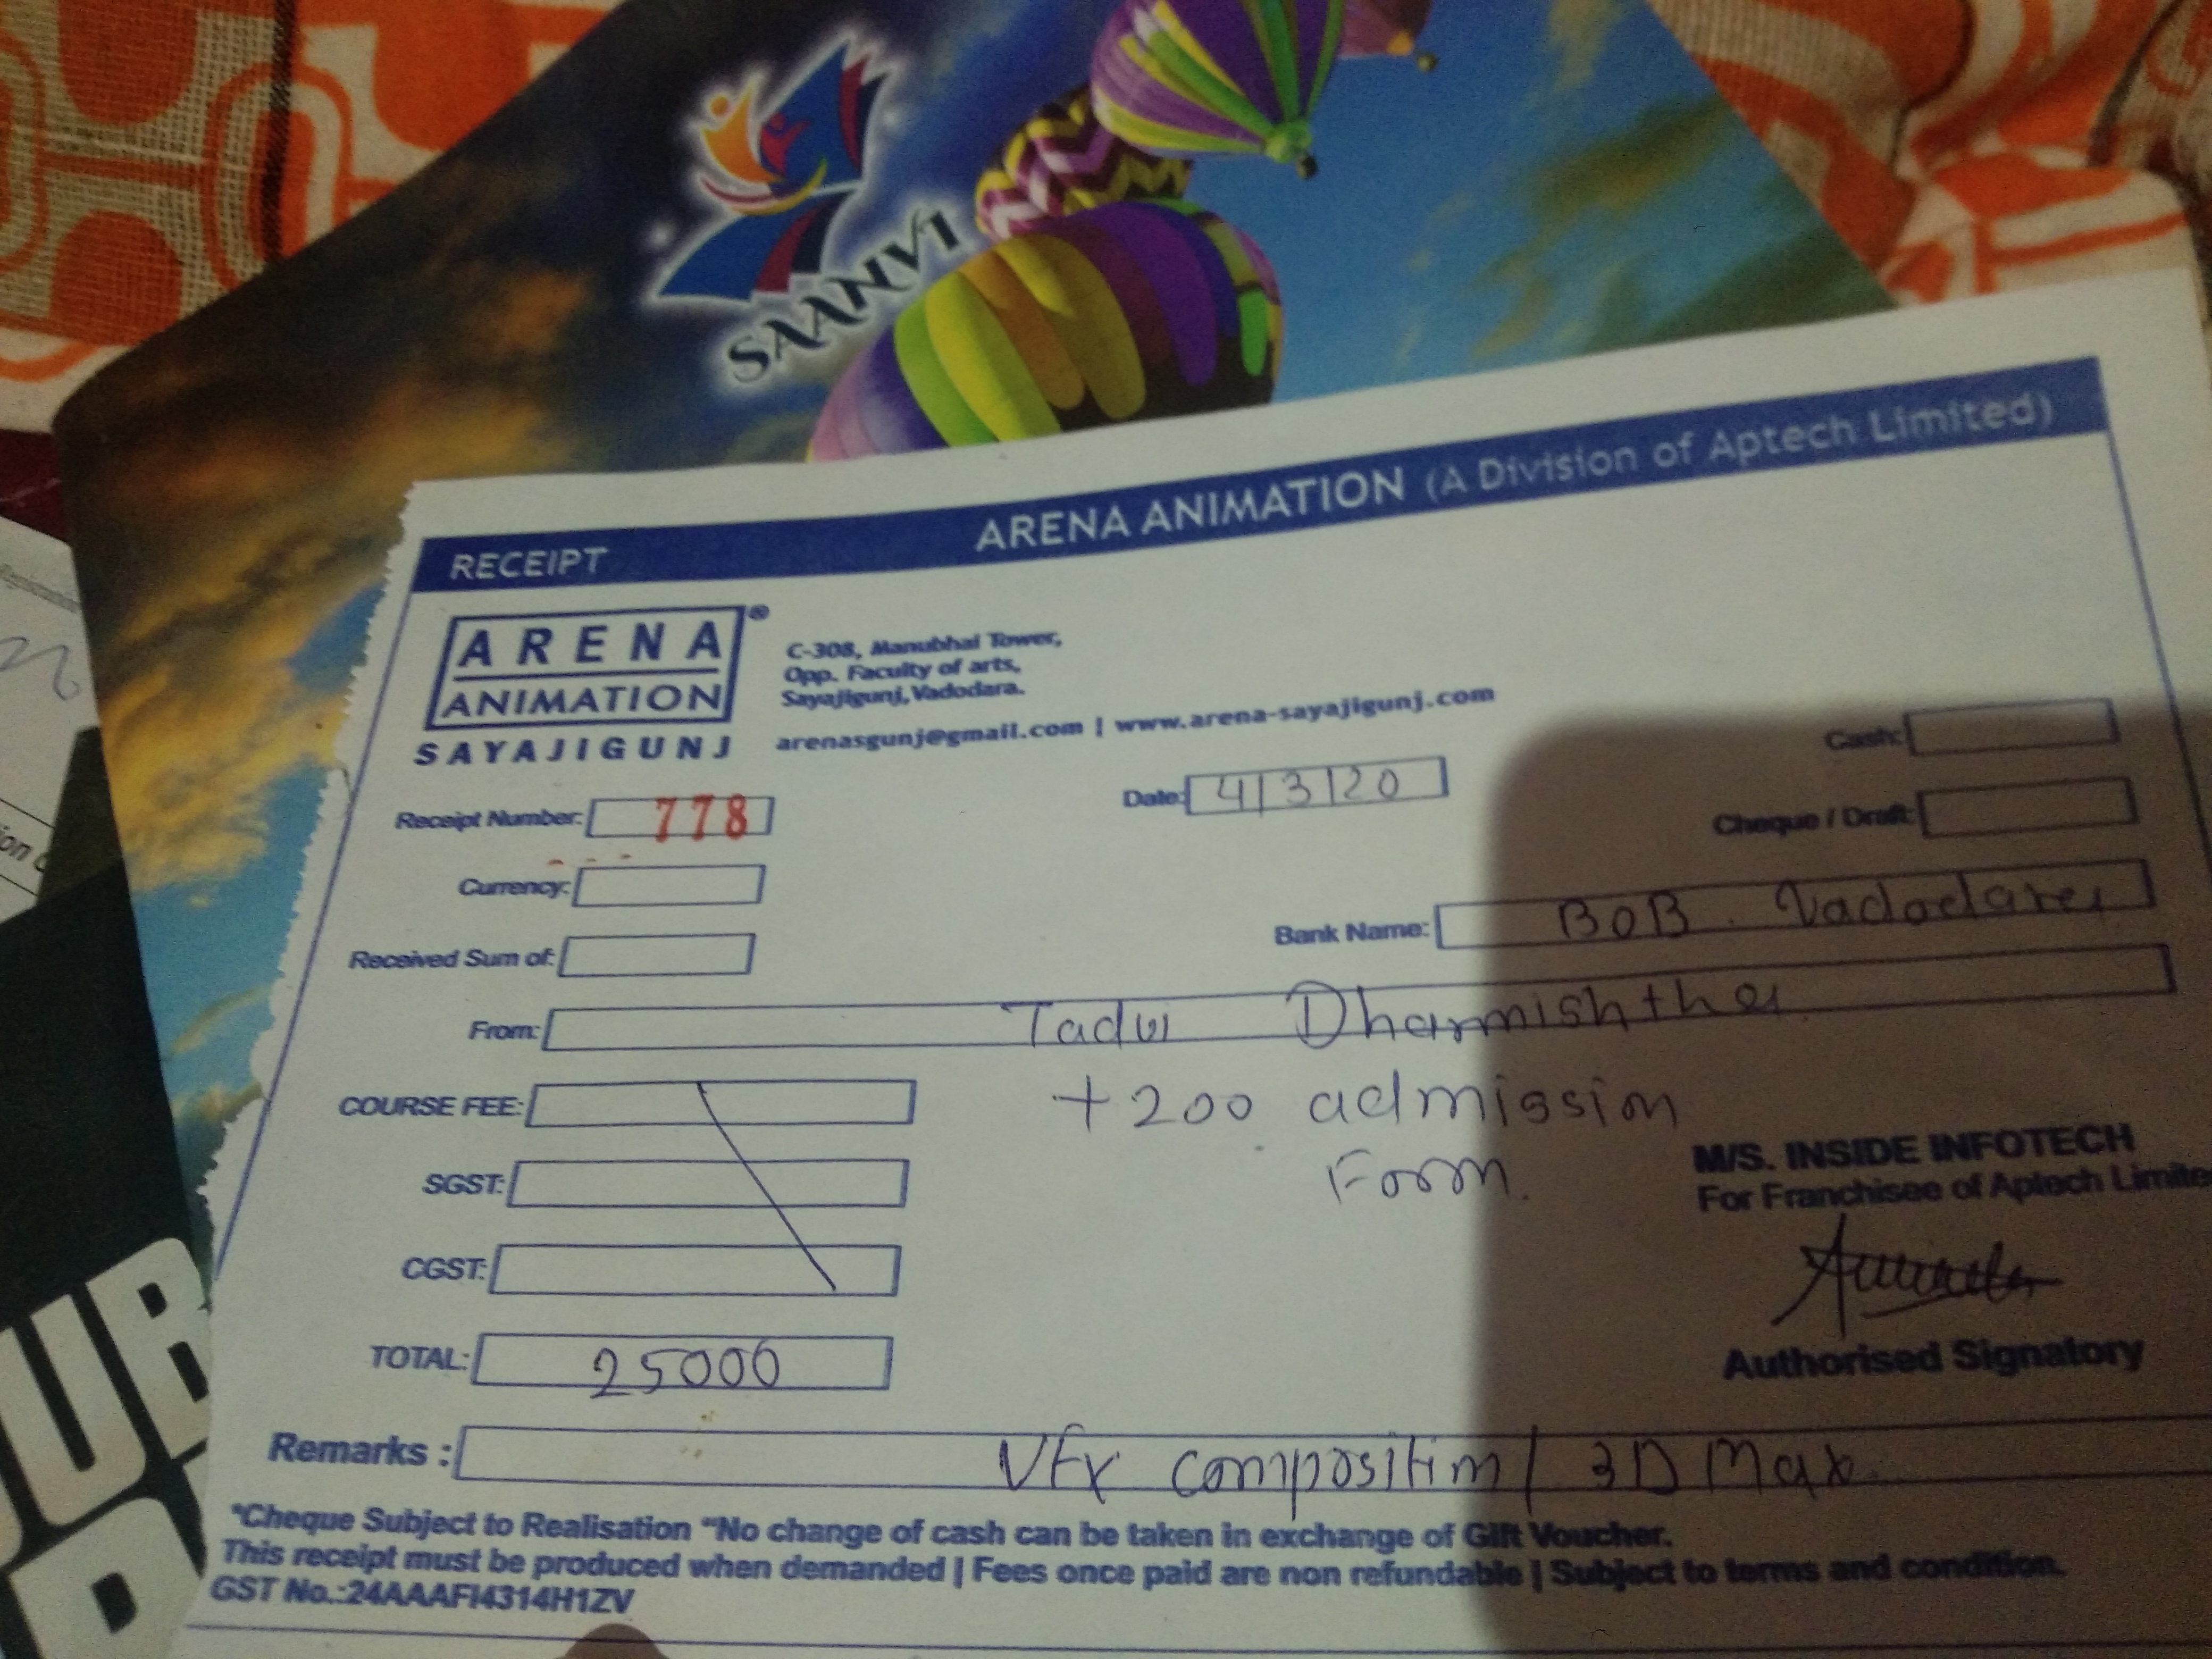 SAANVI
RECEIPT
ARENA ANIMATION (A Division of Aptech Limited)
ARENA ®
ANIMATION
SAYAJIGUNJ
C-308, Manubhai Tower,
Opp. Faculty of arts,
Sayajigunj, Vadodara.
arenasgunj@gmail.com | www.arena-sayajigunj.com
Cash:
Receipt Number: 778
Date: 4/3/20
Cheque / Draft:
Currency:
Bank Name: BOB. Vadodara
Received Sum of:
From: Tadvi Dharmishtha
COURSE FEE:
+200 admission
Form.
SGST:
M/S. INSIDE INFOTECH
For Franchisee of Aptech Limite
CGST:
Authorised Signatory
TOTAL: 25000
Remarks : VFx composition / 3D Max.
*Cheque Subject to Realisation **No change of cash can be taken in exchange of Gift Voucher.
This receipt must be produced when demanded | Fees once paid are non refundable | Subject to terms and condition.
GST No.:24AAAFI4314H1ZV
UR